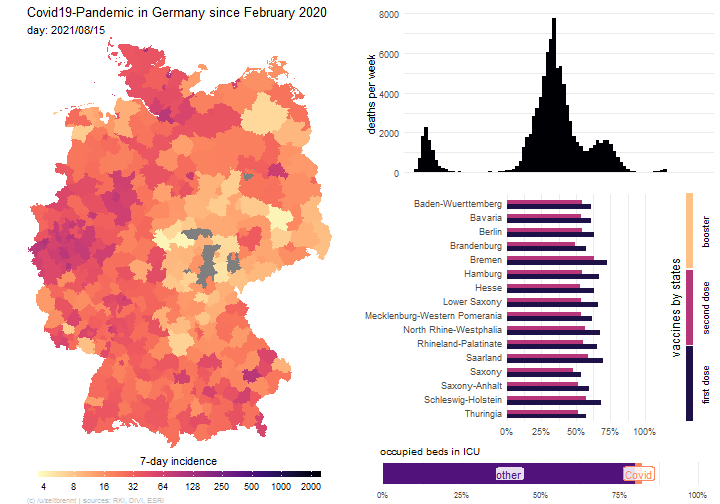 Covid19-Pandemic in Germany since February 2020
day: 2021/08/15
7-day incidence
4 8 16 32 64 125 250 500 1000 2000
(c) /u/zeitbremt | sources: RKI, DIVI, ESRI
deaths per week
8000
6000
4000
2000
0
Baden-Wuerttemberg
Bavaria
Berlin
Brandenburg
Bremen
Hamburg
Hesse
Lower Saxony
Mecklenburg-Western Pomerania
North Rhine-Westphalia
Rhineland-Palatinate
Saarland
Saxony
Saxony-Anhalt
Schleswig-Holstein
Thuringia
0% 25% 50% 75% 100%
vaccines by states
booster
second dose
first dose
occupied beds in ICU
other
Covid
0% 25% 50% 75% 100%